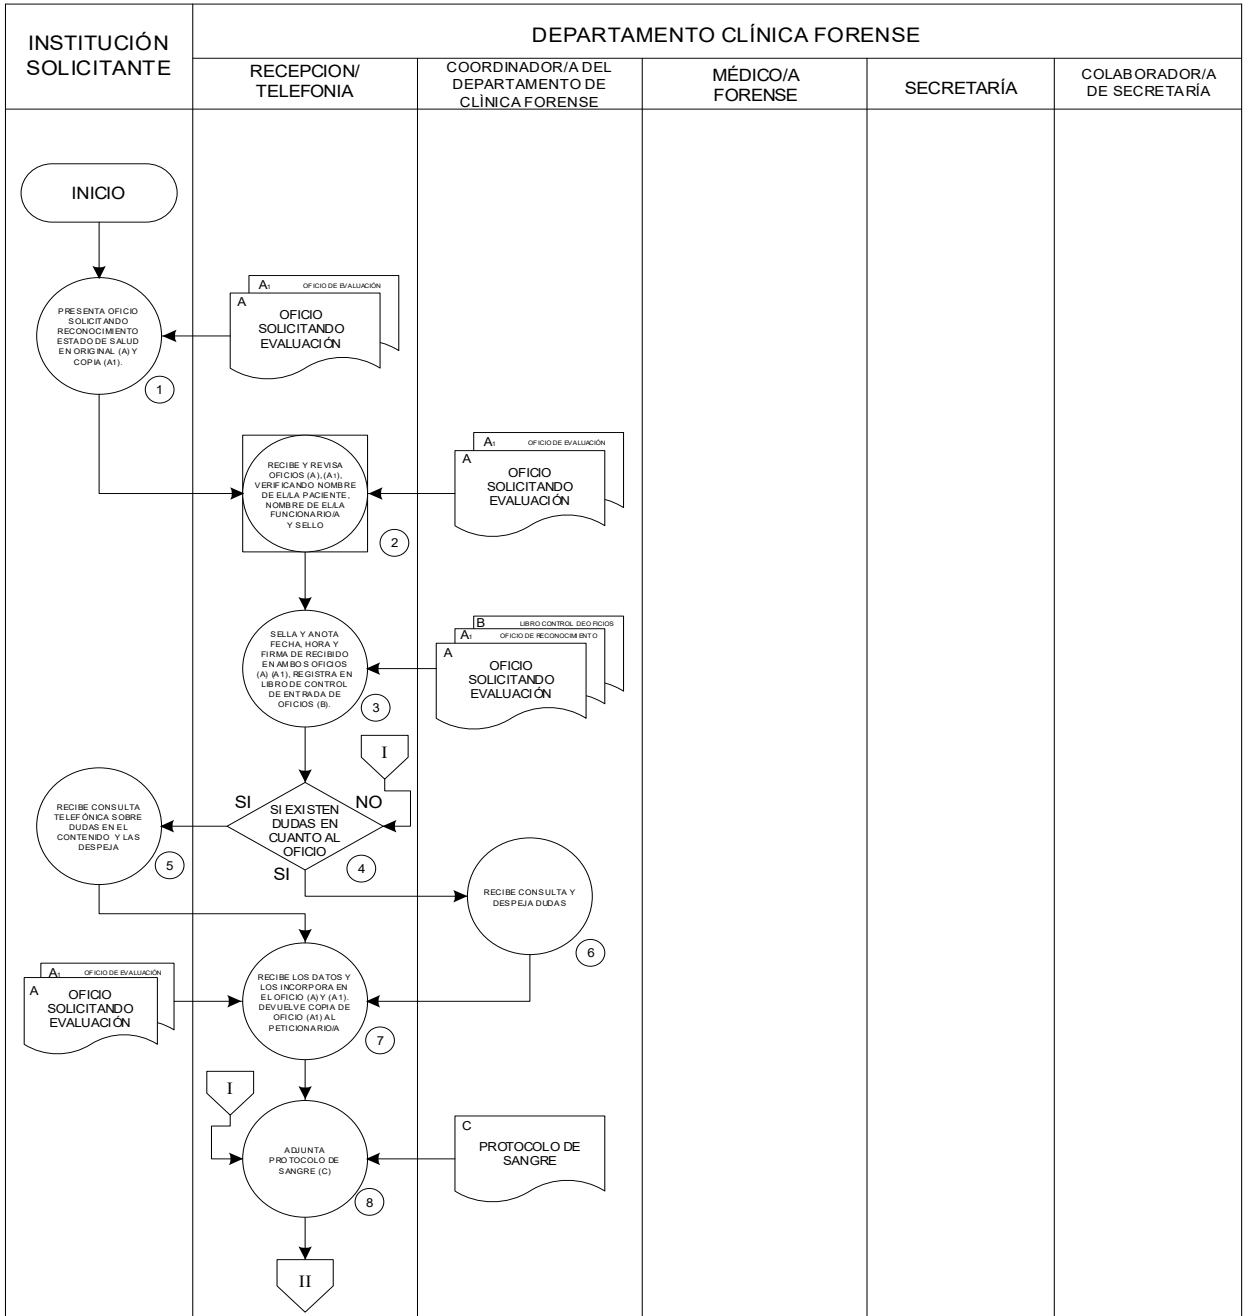 INSTITUCIÓN
SOLICITANTE
DEPARTAMENTO CLÍNICA FORENSE
RECEPCION/
TELEFONIA
COORDINADOR/A DEL
DEPARTAMENTO DE
CLÌNICA FORENSE
MÉDICO/A
FORENSE
SECRETARÍA
COLABORADOR/A
DE SECRETARÍA
INICIO
PRESENTA OFICIO
SOLICITANDO
RECONOCIMIENTO
ESTADO DE SALUD
EN ORIGINAL (A) Y
COPIA (A1).
1
A1 OFICIO DE EVALUACIÓN
A
OFICIO
SOLICITANDO
EVALUACIÓN
RECIBE Y REVISA
OFICIOS (A), (A1),
VERIFICANDO NOMBRE
DE EL/LA PACIENTE,
NOMBRE DE EL/LA
FUNCIONARIO/A
Y SELLO
2
A1 OFICIO DE EVALUACIÓN
A
OFICIO
SOLICITANDO
EVALUACIÓN
SELLA Y ANOTA
FECHA, HORA Y
FIRMA DE RECIBIDO
EN AMBOS OFICIOS
(A) (A1), REGISTRA EN
LIBRO DE CONTROL
DE ENTRADA DE
OFICIOS (B).
3
B LIBRO CONTROL DE OFICIOS
A1 OFICIO DE RECONOCIMIENTO
A
OFICIO
SOLICITANDO
EVALUACIÓN
I
SI
NO
SI EXISTEN
DUDAS EN
CUANTO AL
OFICIO
4
SI
RECIBE CONSULTA
TELEFÓNICA SOBRE
DUDAS EN EL
CONTENIDO Y LAS
DESPEJA
5
RECIBE CONSULTA Y
DESPEJA DUDAS
6
A1 OFICIO DE EVALUACIÓN
A
OFICIO
SOLICITANDO
EVALUACIÓN
RECIBE LOS DATOS Y
LOS INCORPORA EN
EL OFICIO (A) Y (A1).
DEVUELVE COPIA DE
OFICIO (A1) AL
PETICIONARIO/A
7
I
ADJUNTA
PROTOCOLO DE
SANGRE (C)
8
C
PROTOCOLO DE
SANGRE
II